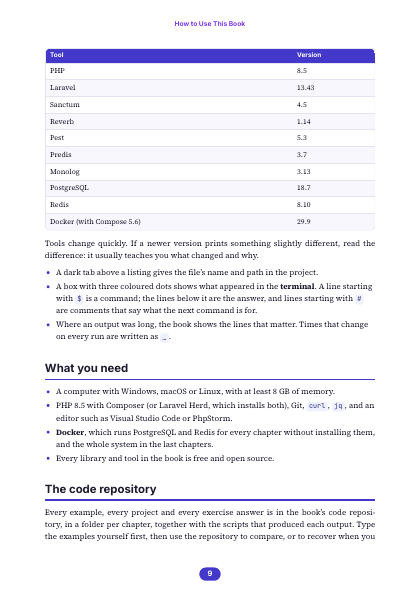 How to Use This Book
Tool Version
PHP 8.5
Laravel 13.43
Sanctum 4.5
Reverb 1.14
Pest 5.3
Predis 3.7
Monolog 3.13
PostgreSQL 18.7
Redis 8.10
Docker (with Compose 5.6) 29.9
Tools change quickly. If a newer version prints something slightly different, read the
difference: it usually teaches you what changed and why.
• A dark tab above a listing gives the file's name and path in the project.
• A box with three coloured dots shows what appeared in the terminal. A line starting
with $ is a command; the lines below it are the answer, and lines starting with #
are comments that say what the next command is for.
• Where an output was long, the book shows the lines that matter. Times that change
on every run are written as … .
What you need
• A computer with Windows, macOS or Linux, with at least 8 GB of memory.
• PHP 8.5 with Composer (or Laravel Herd, which installs both), Git, curl, jq, and an
editor such as Visual Studio Code or PhpStorm.
• Docker, which runs PostgreSQL and Redis for every chapter without installing them,
and the whole system in the last chapters.
• Every library and tool in the book is free and open source.
The code repository
Every example, every project and every exercise answer is in the book's code reposi-
tory, in a folder per chapter, together with the scripts that produced each output. Type
the examples yourself first, then use the repository to compare, or to recover when you
9